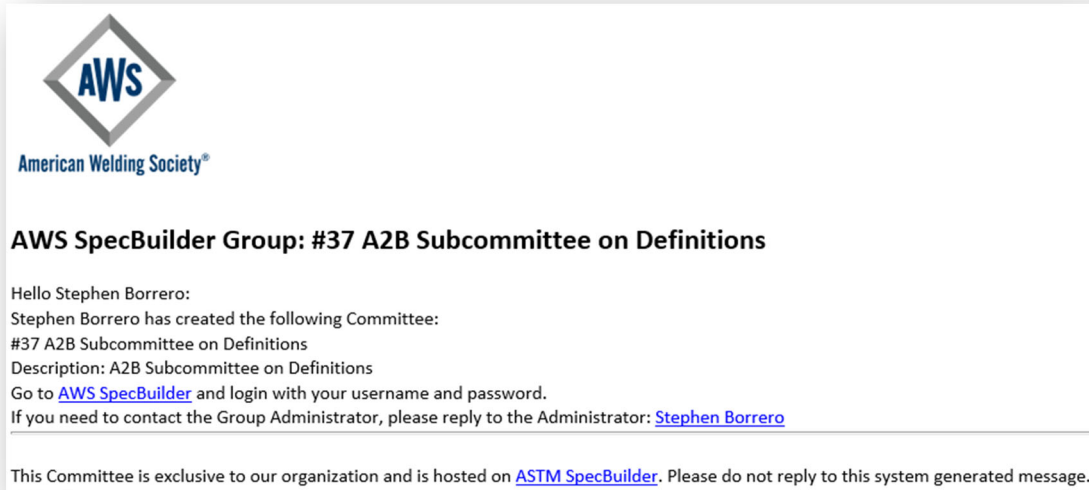 AWS
American Welding Society®
AWS SpecBuilder Group: #37 A2B Subcommittee on Definitions
Hello Stephen Borrero:
Stephen Borrero has created the following Committee:
#37 A2B Subcommittee on Definitions
Description: A2B Subcommittee on Definitions
Go to AWS SpecBuilder and login with your username and password.
If you need to contact the Group Administrator, please reply to the Administrator: Stephen Borrero
This Committee is exclusive to our organization and is hosted on ASTM SpecBuilder. Please do not reply to this system generated message.